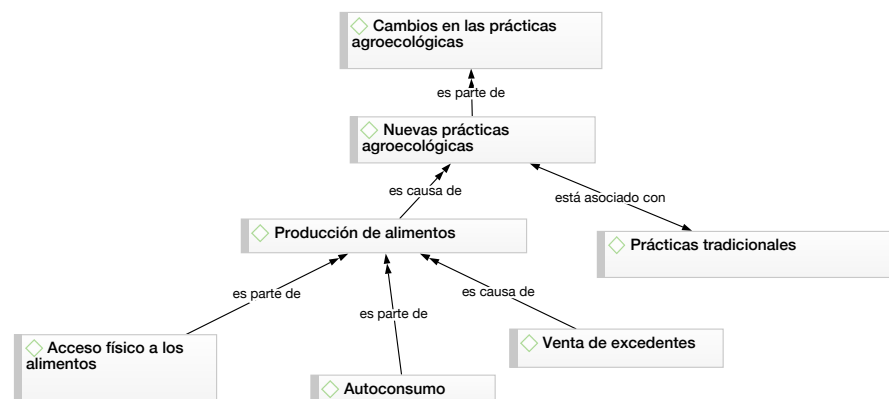 Cambios en las prácticas
agroecológicas
es parte de
Nuevas prácticas
agroecológicas
es causa de
está asociado con
Producción de alimentos
Prácticas tradicionales
es parte de
es causa de
es parte de
Acceso físico a los
alimentos
Venta de excedentes
Autoconsumo